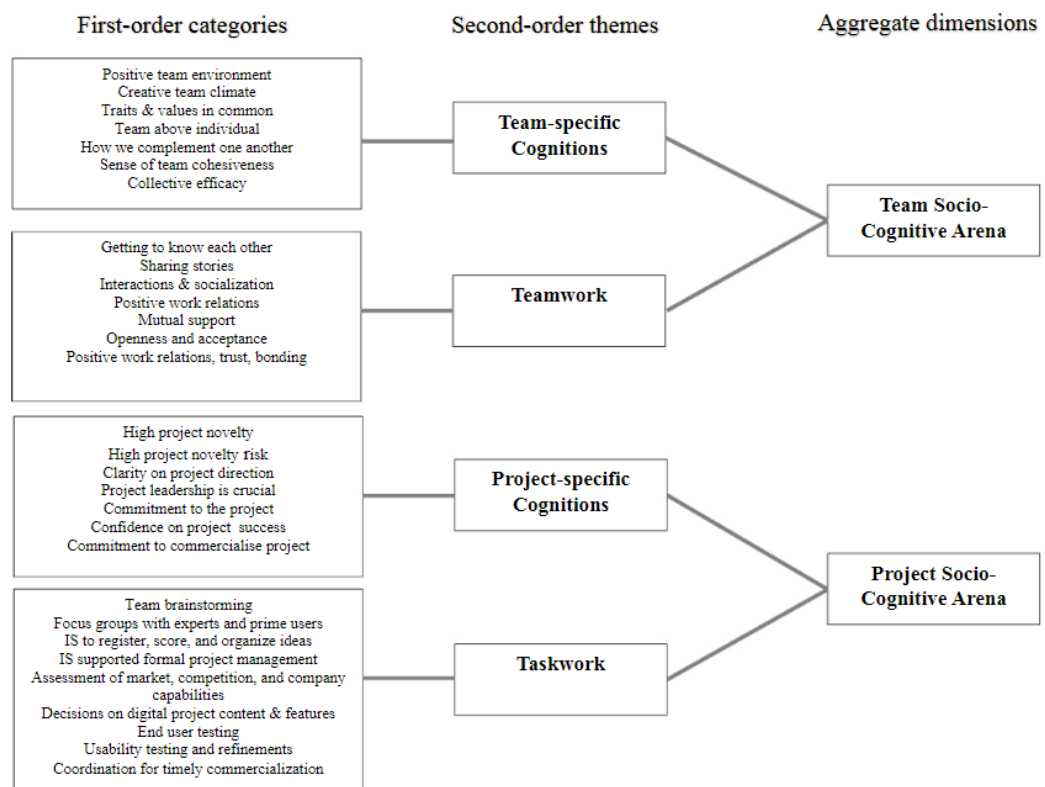 First-order categories
Second-order themes
Aggregate dimensions
Positive team environment
Creative team climate
Traits & values in common
Team above individual
How we complement one another
Sense of team cohesiveness
Collective efficacy
Team-specific
Cognitions
Getting to know each other
Sharing stories
Interactions & socialization
Positive work relations
Mutual support
Openness and acceptance
Positive work relations, trust, bonding
Teamwork
Team Socio-
Cognitive Arena
High project novelty
High project novelty risk
Clarity on project direction
Project leadership is crucial
Commitment to the project
Confidence on project success
Commitment to commercialise project
Project-specific
Cognitions
Team brainstorming
Focus groups with experts and prime users
IS to register, score, and organize ideas
IS supported formal project management
Assessment of market, competition, and company
capabilities
Decisions on digital project content & features
End user testing
Usability testing and refinements
Coordination for timely commercialization
Taskwork
Project Socio-
Cognitive Arena